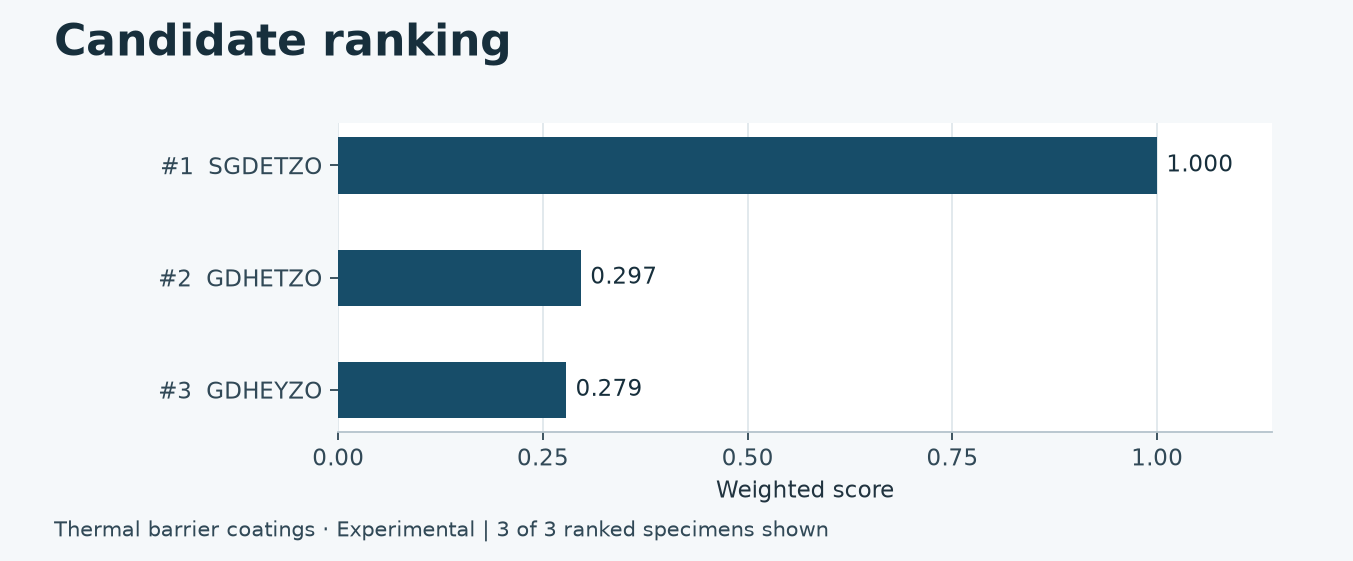 Candidate ranking
#1 SGDETZO
1.000
#2 GDHETZO
0.297
#3 GDHEYZO
0.279
0.00 0.25 0.50 0.75 1.00
Weighted score
Thermal barrier coatings · Experimental | 3 of 3 ranked specimens shown